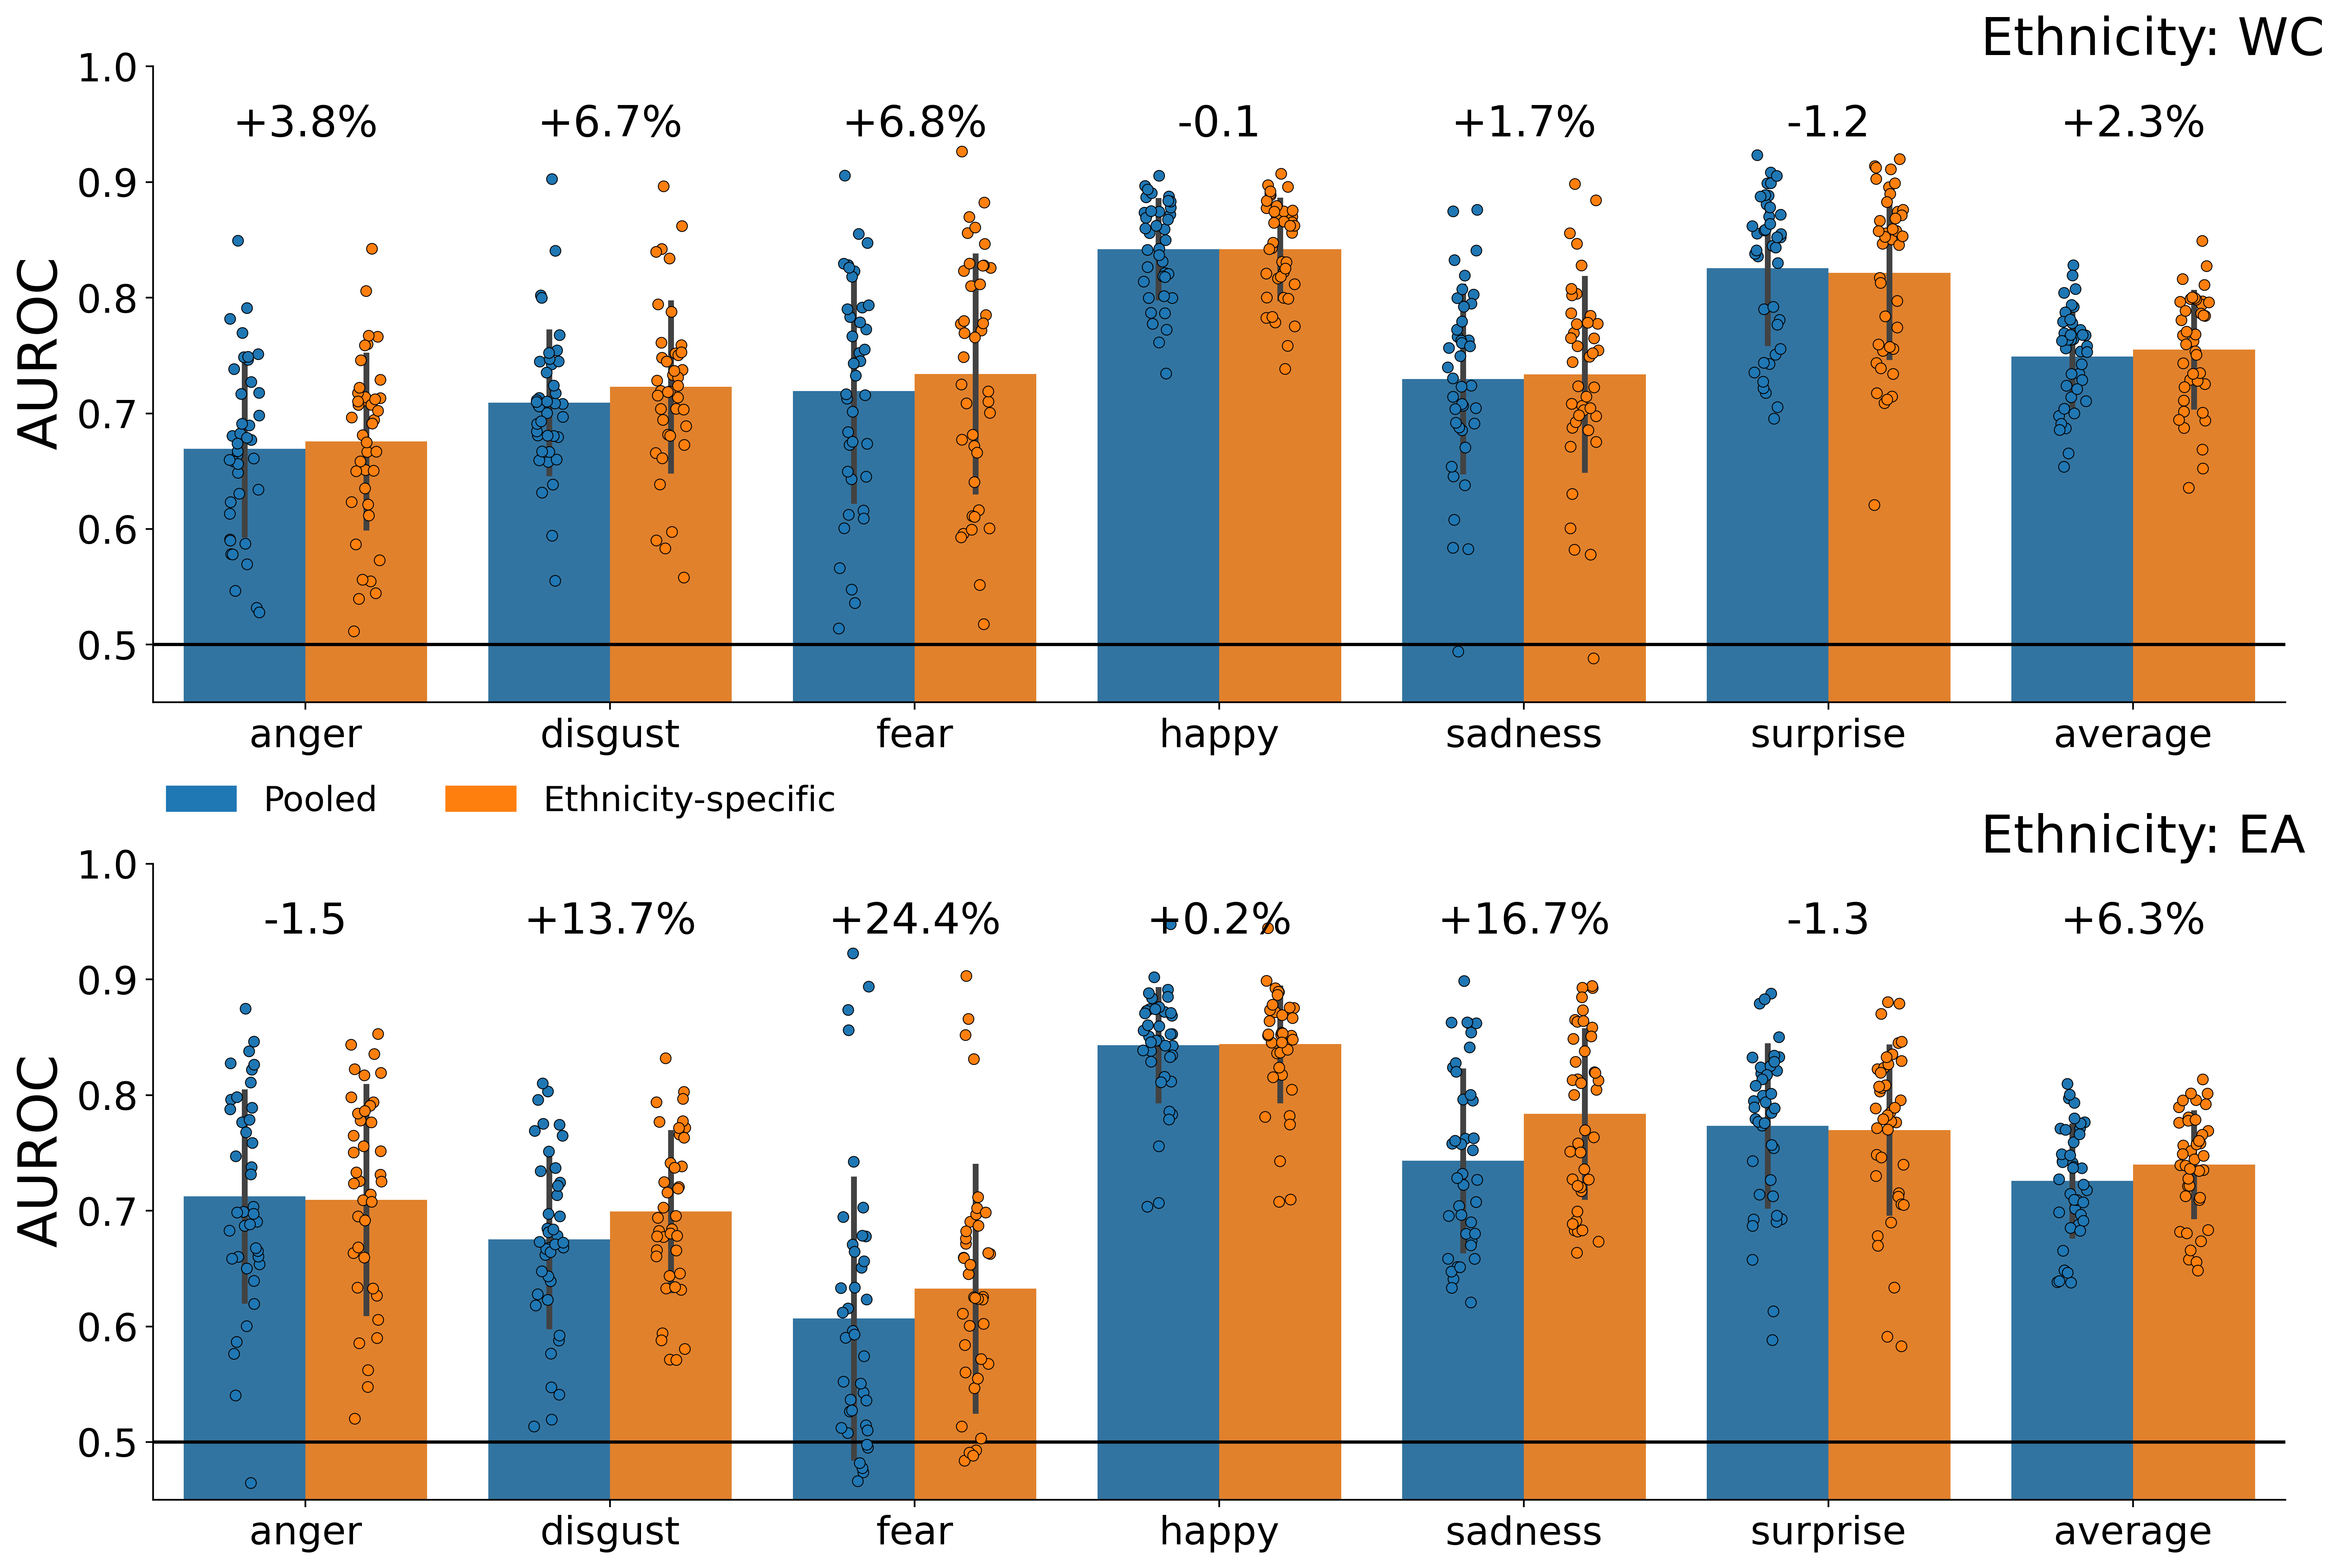 Ethnicity: WC
AUROC
1.0
0.9
0.8
0.7
0.6
0.5
+3.8% +6.7% +6.8% -0.1 +1.7% -1.2 +2.3%
anger disgust fear happy sadness surprise average
Pooled Ethnicity-specific
Ethnicity: EA
AUROC
1.0
0.9
0.8
0.7
0.6
0.5
-1.5 +13.7% +24.4% +0.2% +16.7% -1.3 +6.3%
anger disgust fear happy sadness surprise average